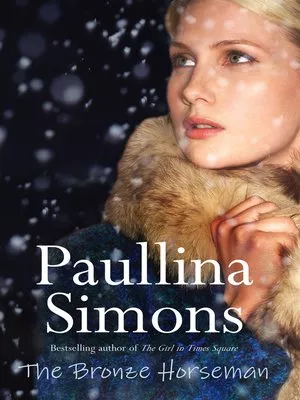 Paullina
Simons
Bestselling author of The Girl in Times Square
The Bronze Horseman